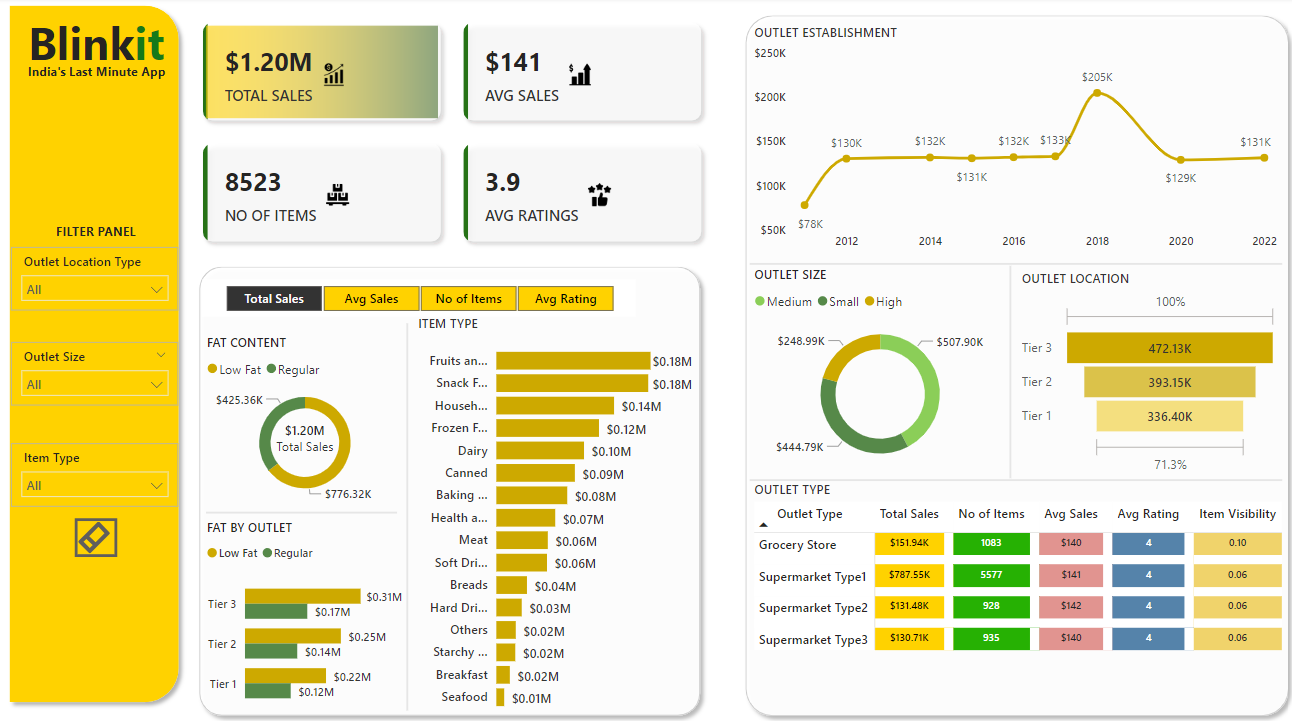 Blinkit
India's Last Minute App
FILTER PANEL
Outlet Location Type
All
Outlet Size
All
Item Type
All
$1.20M
TOTAL SALES
$141
AVG SALES
8523
NO OF ITEMS
3.9
AVG RATINGS
Total Sales
Avg Sales
No of Items
Avg Rating
FAT CONTENT
Low Fat Regular
$425.36K
$1.20M
Total Sales
$776.32K
FAT BY OUTLET
Low Fat Regular
Tier 3 $0.31M
$0.17M
Tier 2 $0.25M
$0.14M
Tier 1 $0.22M
$0.12M
ITEM TYPE
Fruits an... $0.18M
Snack F... $0.18M
Househ... $0.14M
Frozen F... $0.12M
Dairy $0.10M
Canned $0.09M
Baking ... $0.08M
Health a... $0.07M
Meat $0.06M
Soft Dri... $0.06M
Breads $0.04M
Hard Dri... $0.03M
Others $0.02M
Starchy ... $0.02M
Breakfast $0.02M
Seafood $0.01M
OUTLET ESTABLISHMENT
$250K
$200K
$150K
$100K
$50K
$78K
$130K
$132K
$131K
$132K
$133K
$205K
$129K
$131K
2012 2014 2016 2018 2020 2022
OUTLET SIZE
Medium Small High
$248.99K
$507.90K
$444.79K
OUTLET LOCATION
100%
Tier 3 472.13K
Tier 2 393.15K
Tier 1 336.40K
71.3%
OUTLET TYPE
Outlet Type Total Sales No of Items Avg Sales Avg Rating Item Visibility
Grocery Store $151.94K 1083 $140 4 0.10
Supermarket Type1 $787.55K 5577 $141 4 0.06
Supermarket Type2 $131.48K 928 $142 4 0.06
Supermarket Type3 $130.71K 935 $140 4 0.06